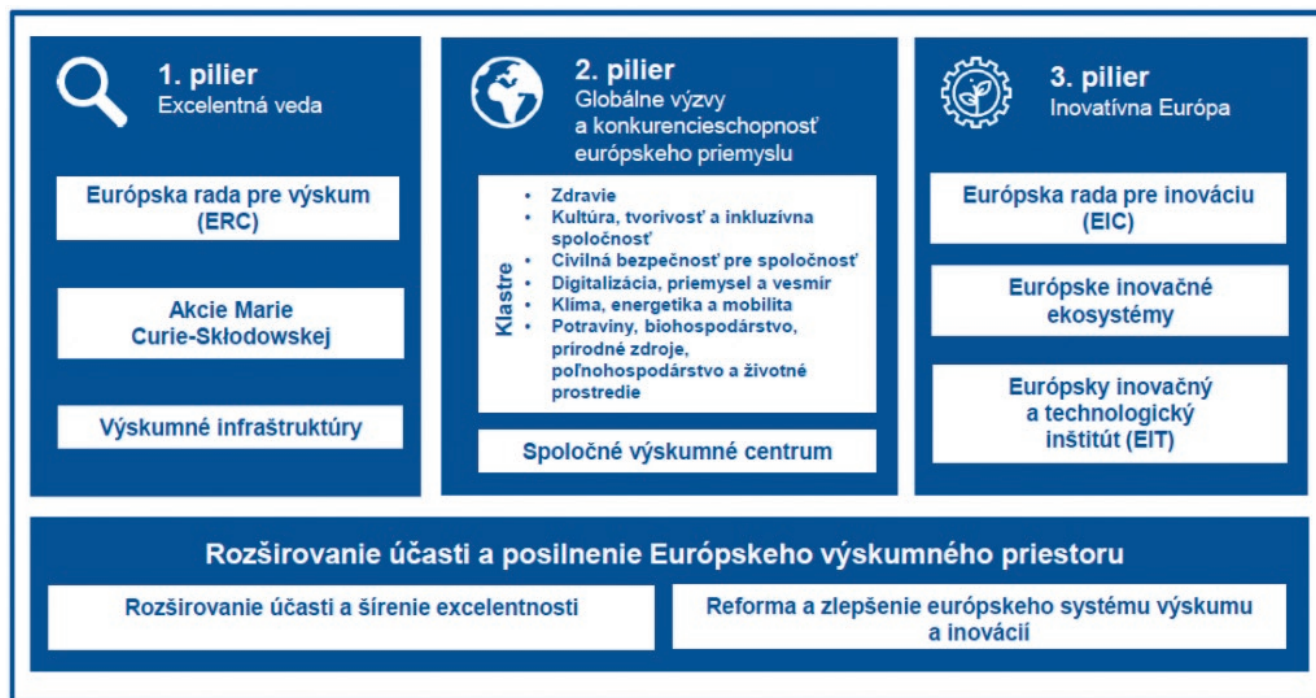 1. pilier
Excelentná veda
Európska rada pre výskum
(ERC)
Akcie Marie
Curie-Skłodowskej
Výskumné infraštruktúry
2. pilier
Globálne výzvy
a konkurencieschopnosť
európskeho priemyslu
Klastre
• Zdravie
• Kultúra, tvorivosť a inkluzívna
spoločnosť
• Civilná bezpečnosť pre spoločnosť
• Digitalizácia, priemysel a vesmír
• Klíma, energetika a mobilita
• Potraviny, biohospodárstvo,
prírodné zdroje,
poľnohospodárstvo a životné
prostredie
Spoločné výskumné centrum
3. pilier
Inovatívna Európa
Európska rada pre inováciu
(EIC)
Európske inovačné
ekosystémy
Európsky inovačný
a technologický
inštitút (EIT)
Rozširovanie účasti a posilnenie Európskeho výskumného priestoru
Rozširovanie účasti a šírenie excelentnosti
Reforma a zlepšenie európskeho systému výskumu
a inovácií